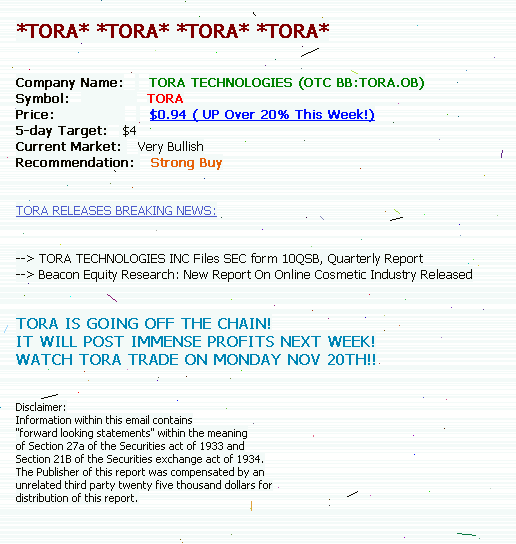 *TORA* *TORA* *TORA* *TORA*
Company Name: TORA TECHNOLOGIES (OTC BB:TORA.OB)
Symbol: TORA
Price: $0.94 ( UP Over 20% This Week!)
5-day Target: $4
Current Market: Very Bullish
Recommendation: Strong Buy
TORA RELEASES BREAKING NEWS:
--> TORA TECHNOLOGIES INC Files SEC form 10QSB, Quarterly Report
--> Beacon Equity Research: New Report On Online Cosmetic Industry Released
TORA IS GOING OFF THE CHAIN!
IT WILL POST IMMENSE PROFITS NEXT WEEK!
WATCH TORA TRADE ON MONDAY NOV 20TH!!
Disclaimer:
Information within this email contains
"forward looking statements" within the meaning
of Section 27a of the Securities act of 1933 and
Section 21B of the Securities exchange act of 1934.
The Publisher of this report was compensated by an
unrelated third party twenty five thousand dollars for
distribution of this report.